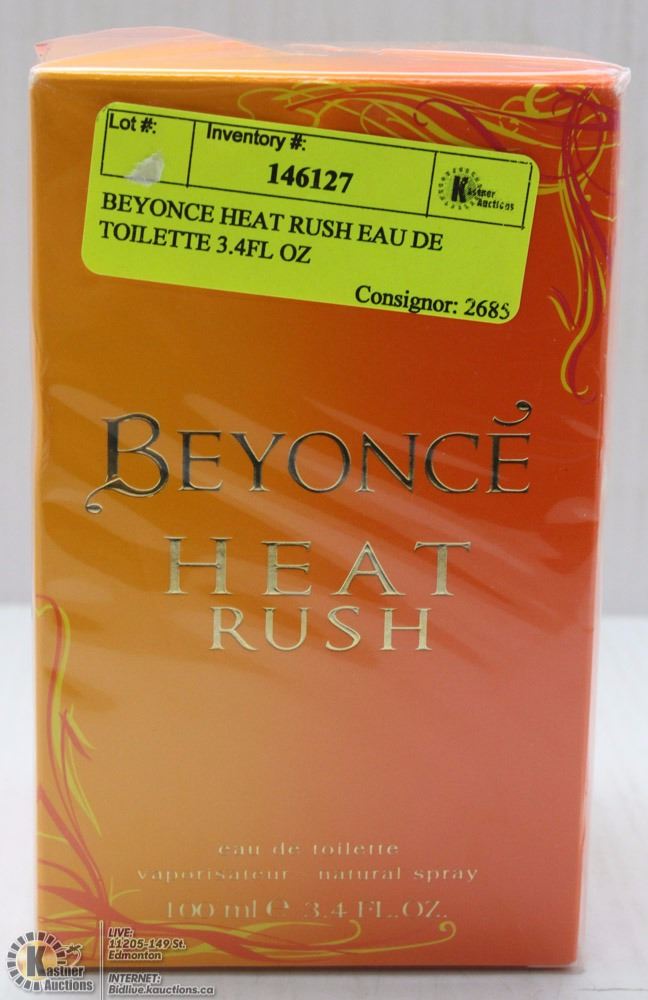 Lot #:
Inventory #:
146127
Kastner
Auctions
BEYONCE HEAT RUSH EAU DE
TOILETTE 3.4FL OZ
Consignor: 2685
BEYONCÉ
HEAT
RUSH
eau de toilette
vaporisateur - natural spray
100 ml e 3.4 FL.OZ.
Kastner
Auctions
LIVE:
11205-149 St.
Edmonton
INTERNET:
Bidlive.kauctions.ca